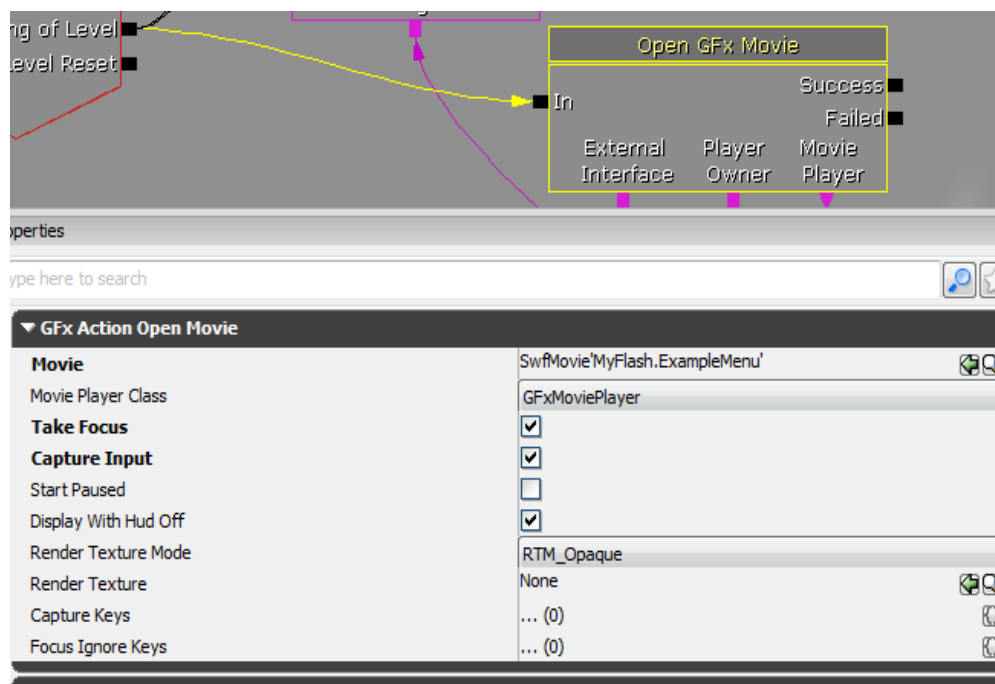 ng of Level
evel Reset
Open GFx Movie
In
Success
Failed
External Interface
Player Owner
Movie Player
operties
ype here to search
GFx Action Open Movie
Movie SwfMovie'MyFlash.ExampleMenu'
Movie Player Class GFxMoviePlayer
Take Focus
Capture Input
Start Paused
Display With Hud Off
Render Texture Mode RTM_Opaque
Render Texture None
Capture Keys ... (0)
Focus Ignore Keys ... (0)